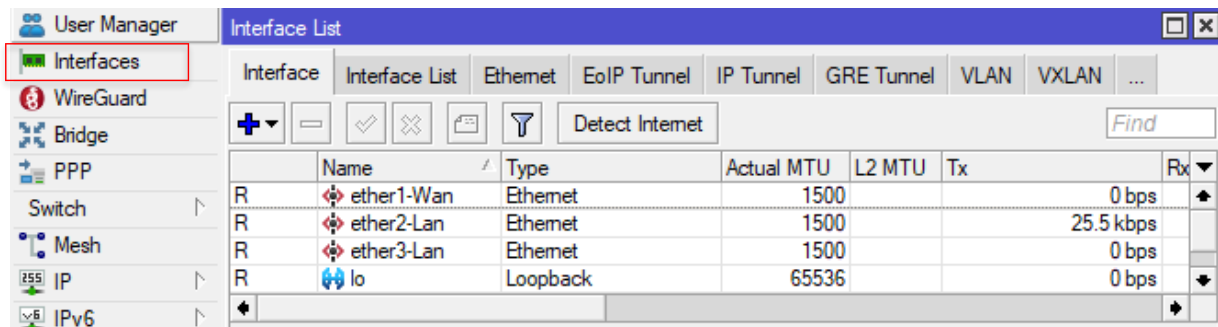 User Manager
Interfaces
WireGuard
Bridge
PPP
Switch
Mesh
255 IP
v6 IPv6
Interface List
Interface Interface List Ethernet EoIP Tunnel IP Tunnel GRE Tunnel VLAN VXLAN ...
Detect Internet Find
Name Type Actual MTU L2 MTU Tx Rx
R ether1-Wan Ethernet 1500 0 bps
R ether2-Lan Ethernet 1500 25.5 kbps
R ether3-Lan Ethernet 1500 0 bps
R lo Loopback 65536 0 bps